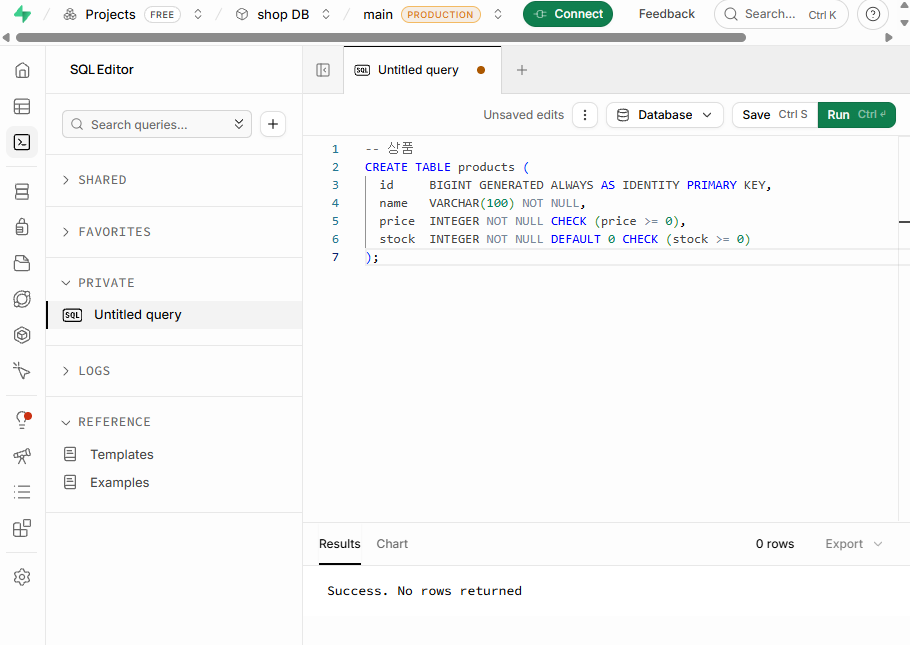 Projects FREE shop DB main PRODUCTION Connect Feedback Search... Ctrl K
SQL Editor
SQL Untitled query
Search queries...
Unsaved edits Database Save Ctrl S Run Ctrl ↵
SHARED
FAVORITES
PRIVATE
SQL Untitled query
LOGS
REFERENCE
Templates
Examples
1 -- 상품
2 CREATE TABLE products (
3 id BIGINT GENERATED ALWAYS AS IDENTITY PRIMARY KEY,
4 name VARCHAR(100) NOT NULL,
5 price INTEGER NOT NULL CHECK (price >= 0),
6 stock INTEGER NOT NULL DEFAULT 0 CHECK (stock >= 0)
7 );
Results Chart 0 rows Export
Success. No rows returned